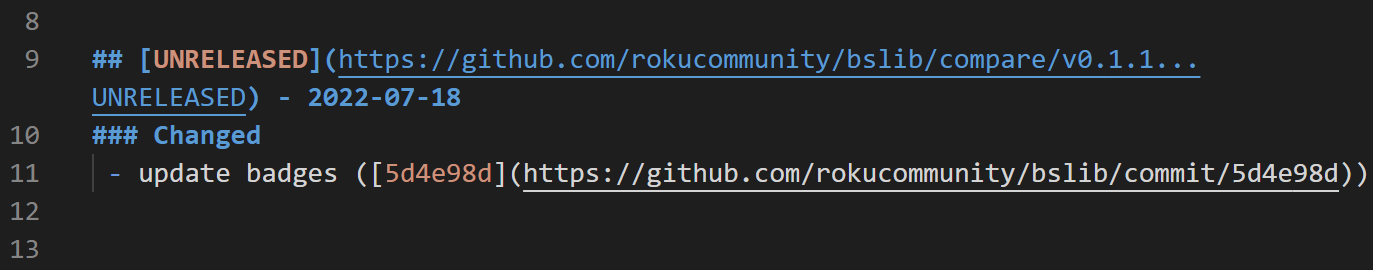 8
9 ## [UNRELEASED](https://github.com/rokucommunity/bslib/compare/v0.1.1...
UNRELEASED) - 2022-07-18
10 ### Changed
11 - update badges ([5d4e98d](https://github.com/rokucommunity/bslib/commit/5d4e98d))
12
13